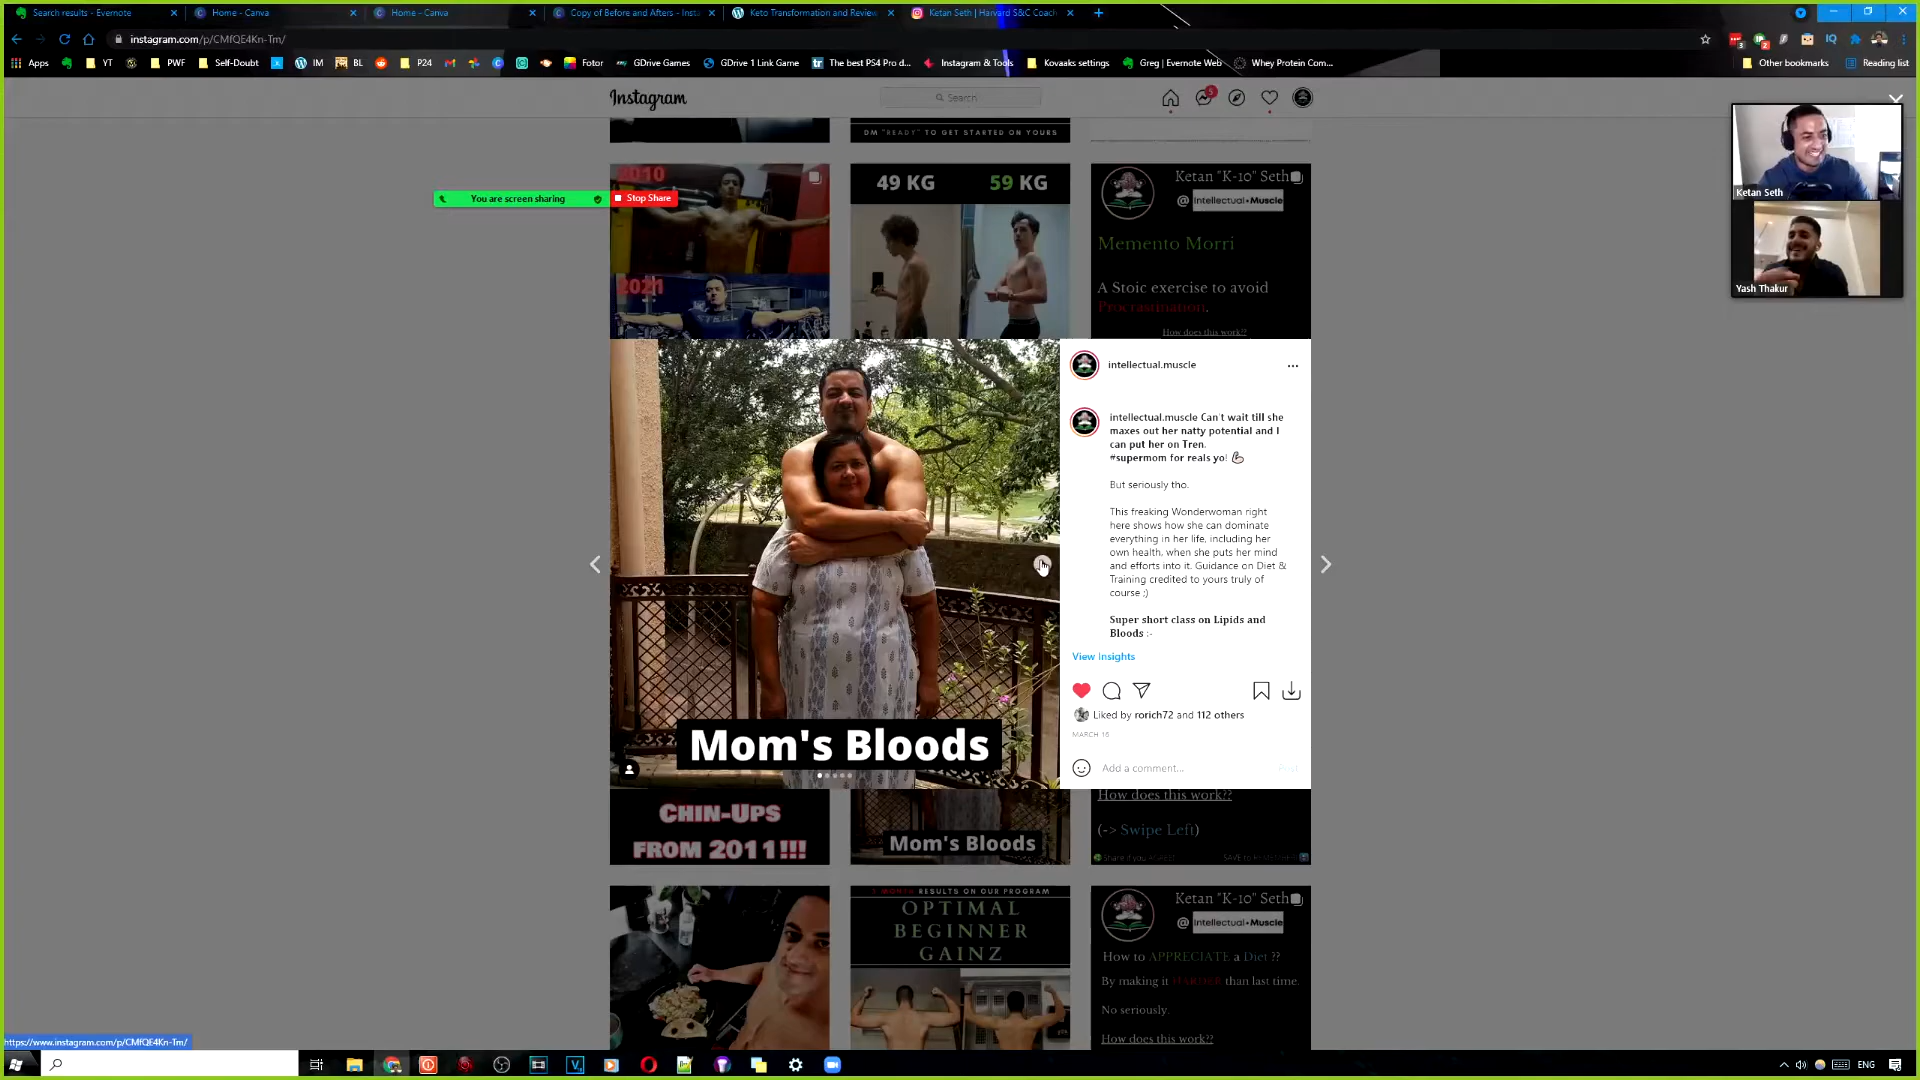 Search results - Evernote
Home - Canva
Home - Canva
Copy of Before and Afters - Insta
Keto Transformation and Review
Ketan Seth | Harvard S&C Coach
instagram.com/p/CMfQE4Kn-Tm/
Apps
YT
PWF
Self-Doubt
IM
BL
P24
Fotor
GDrive Games
GDrive 1 Link Game
The best PS4 Pro d...
Instagram & Tools
Kovaaks settings
Greg | Evernote Web
Whey Protein Com...
Other bookmarks
Reading list
Instagram
Search
5
DM "READY" TO GET STARTED ON YOURS
You are screen sharing
Stop Share
Ketan Seth
Yash Thakur
2010
2021
49 KG 59 KG
Ketan "K-10" Seth
@ Intellectual•Muscle
Memento Morri
A Stoic exercise to avoid
Procrastination.
How does this work??
intellectual.muscle
intellectual.muscle Can't wait till she
maxes out her natty potential and I
can put her on Tren.
#supermom for reals yo! 💪
But seriously tho.
This freaking Wonderwoman right
here shows how she can dominate
everything in her life, including her
own health, when she puts her mind
and efforts into it. Guidance on Diet &
Training credited to yours truly of
course ;)
Super short class on Lipids and
Bloods :-
View Insights
Liked by rorich72 and 112 others
MARCH 16
Add a comment...
Post
Mom's Bloods
CHIN-UPS
FROM 2011!!!
Mom's Bloods
How does this work??
(-> Swipe Left)
RESULTS ON OUR PROGRAM
OPTIMAL
BEGINNER
GAINZ
Ketan "K-10" Seth
@ Intellectual•Muscle
How to APPRECIATE a Diet ??
By making it HARDER than last time.
No seriously.
How does this work??
https://www.instagram.com/p/CMfQE4Kn-Tm/
ENG